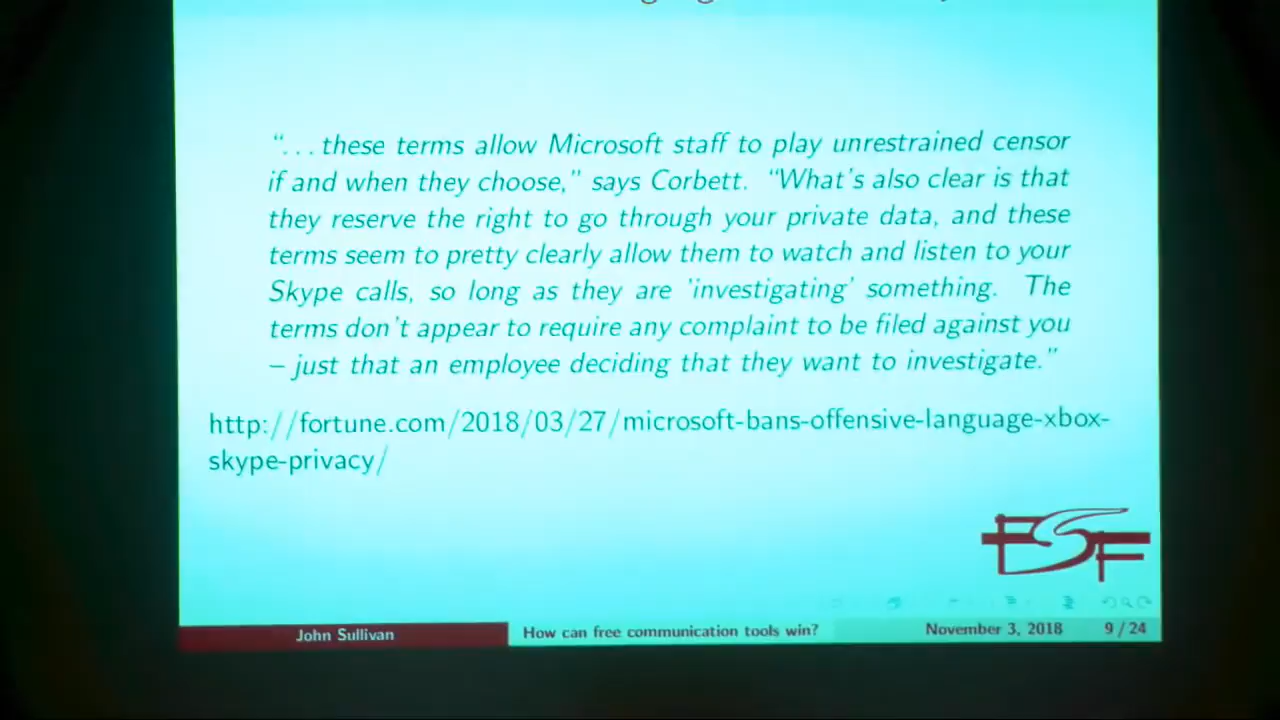 “. . . these terms allow Microsoft staff to play unrestrained censor
if and when they choose,” says Corbett. “What’s also clear is that
they reserve the right to go through your private data, and these
terms seem to pretty clearly allow them to watch and listen to your
Skype calls, so long as they are 'investigating' something. The
terms don’t appear to require any complaint to be filed against you
– just that an employee deciding that they want to investigate.”
http://fortune.com/2018/03/27/microsoft-bans-offensive-language-xbox-
skype-privacy/
FSF
John Sullivan How can free communication tools win? November 3, 2018 9 / 24